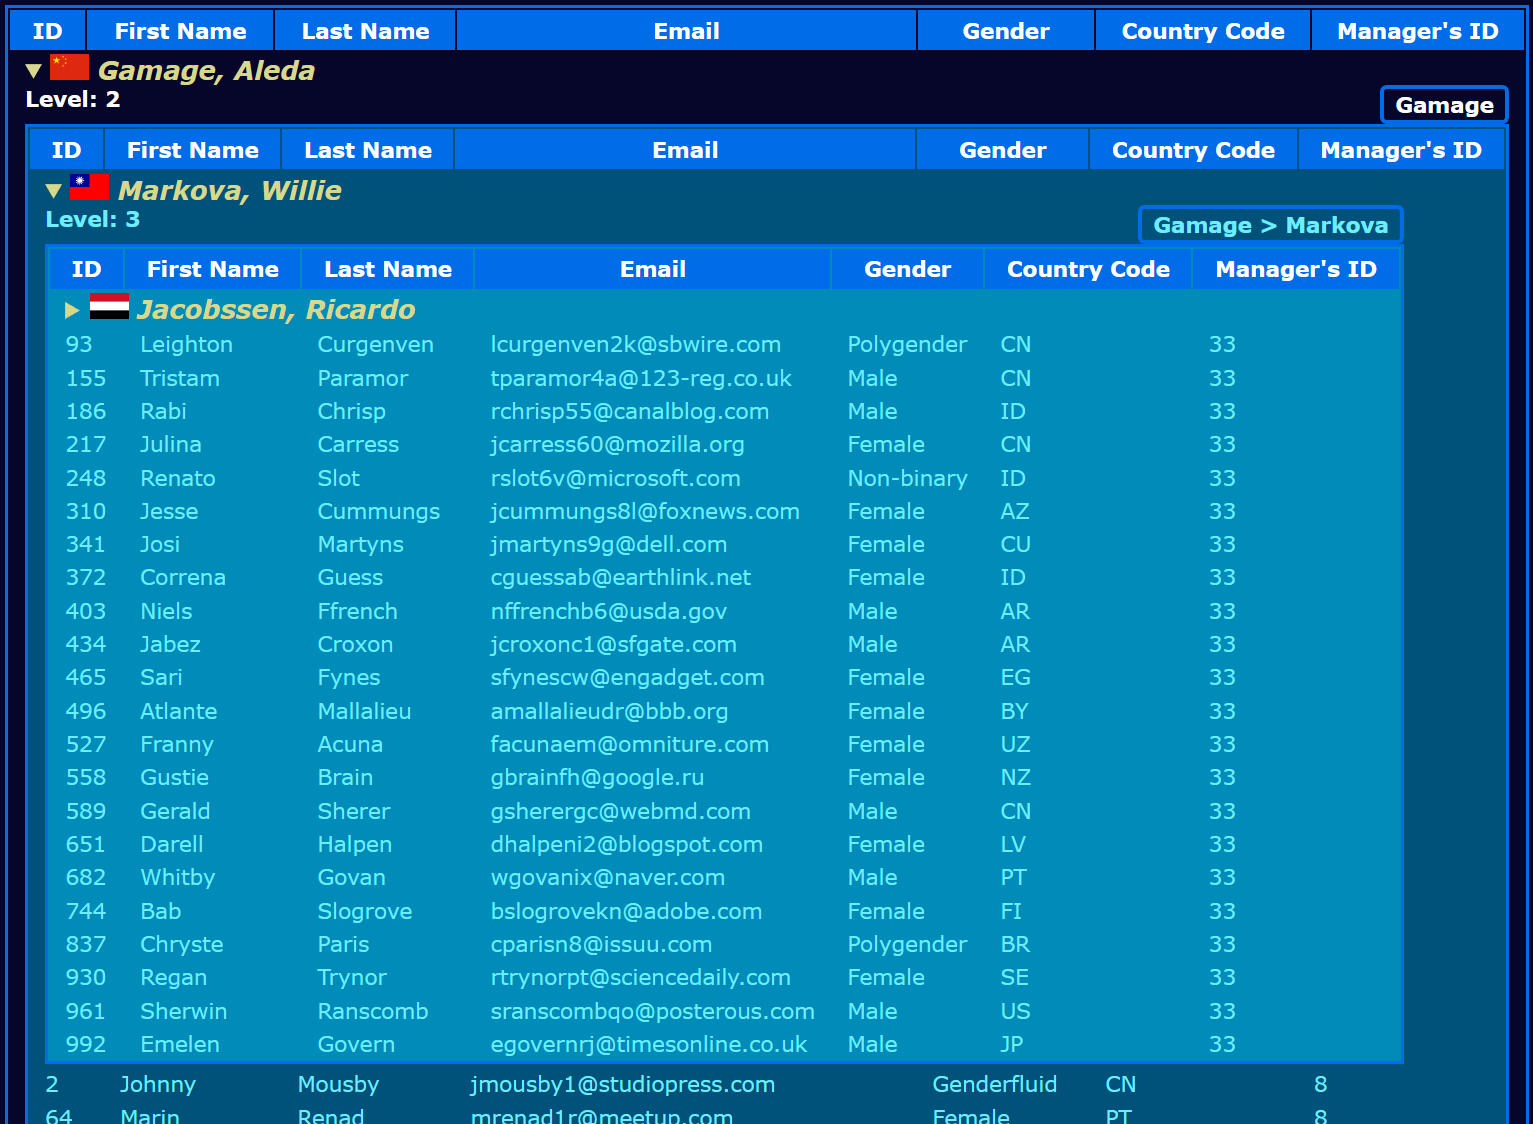 ID First Name Last Name Email Gender Country Code Manager's ID
Gamage, Aleda
Level: 2
Gamage
ID First Name Last Name Email Gender Country Code Manager's ID
Markova, Willie
Level: 3
Gamage > Markova
ID First Name Last Name Email Gender Country Code Manager's ID
Jacobssen, Ricardo
93 Leighton Curgenven lcurgenven2k@sbwire.com Polygender CN 33
155 Tristam Paramor tparamor4a@123-reg.co.uk Male CN 33
186 Rabi Chrisp rchrisp55@canalblog.com Male ID 33
217 Julina Carress jcarress60@mozilla.org Female CN 33
248 Renato Slot rslot6v@microsoft.com Non-binary ID 33
310 Jesse Cummungs jcummungs8l@foxnews.com Female AZ 33
341 Josi Martyns jmartyns9g@dell.com Female CU 33
372 Correna Guess cguessab@earthlink.net Female ID 33
403 Niels Ffrench nffrenchb6@usda.gov Male AR 33
434 Jabez Croxon jcroxonc1@sfgate.com Male AR 33
465 Sari Fynes sfynescw@engadget.com Female EG 33
496 Atlante Mallalieu amallalieudr@bbb.org Female BY 33
527 Franny Acuna facunaem@omniture.com Female UZ 33
558 Gustie Brain gbrainfh@google.ru Female NZ 33
589 Gerald Sherer gsherergc@webmd.com Male CN 33
651 Darell Halpen dhalpeni2@blogspot.com Female LV 33
682 Whitby Govan wgovanix@naver.com Male PT 33
744 Bab Slogrove bslogrovekn@adobe.com Female FI 33
837 Chryste Paris cparisn8@issuu.com Polygender BR 33
930 Regan Trynor rtrynorpt@sciencedaily.com Female SE 33
961 Sherwin Ranscomb sranscombqo@posterous.com Male US 33
992 Emelen Govern egovernrj@timesonline.co.uk Male JP 33
2 Johnny Mousby jmousby1@studiopress.com Genderfluid CN 8
64 Marin Renad mrenad1r@meetup.com Female PT 8